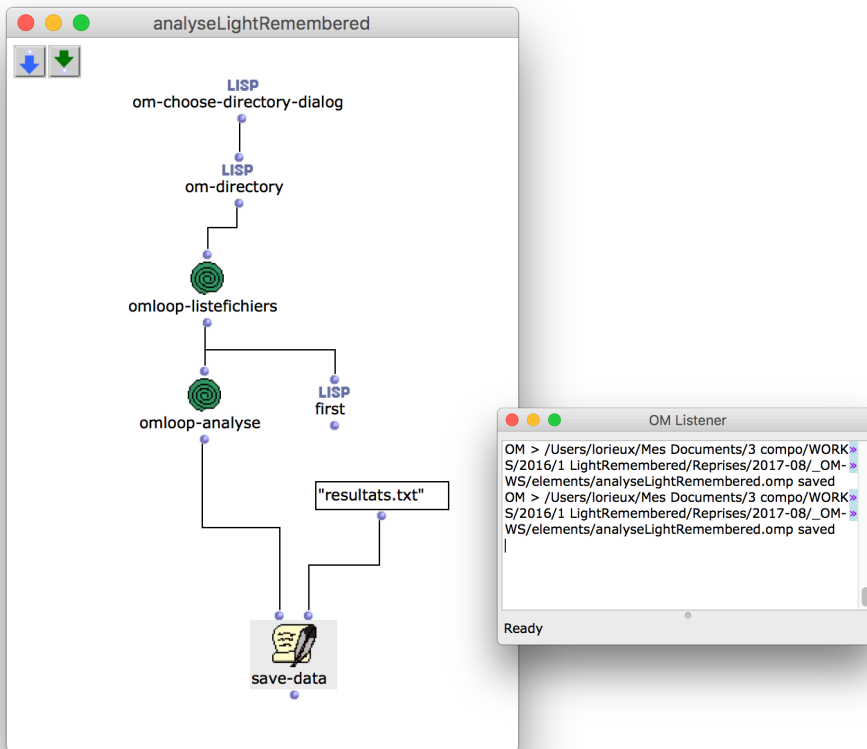 analyseLightRemembered
LISP
om-choose-directory-dialog
LISP
om-directory
omloop-listefichiers
omloop-analyse
LISP
first
"resultats.txt"
save-data
OM Listener
OM > /Users/lorieux/Mes Documents/3 compo/WORK»
S/2016/1 LightRemembered/Reprises/2017-08/_OM-»
WS/elements/analyseLightRemembered.omp saved
OM > /Users/lorieux/Mes Documents/3 compo/WORK»
S/2016/1 LightRemembered/Reprises/2017-08/_OM-»
WS/elements/analyseLightRemembered.omp saved
Ready